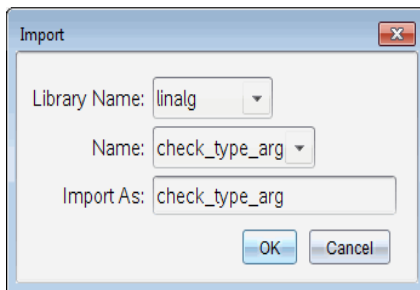 Import
Library Name: linalg
Name: check_type_arg
Import As: check_type_arg
OK Cancel